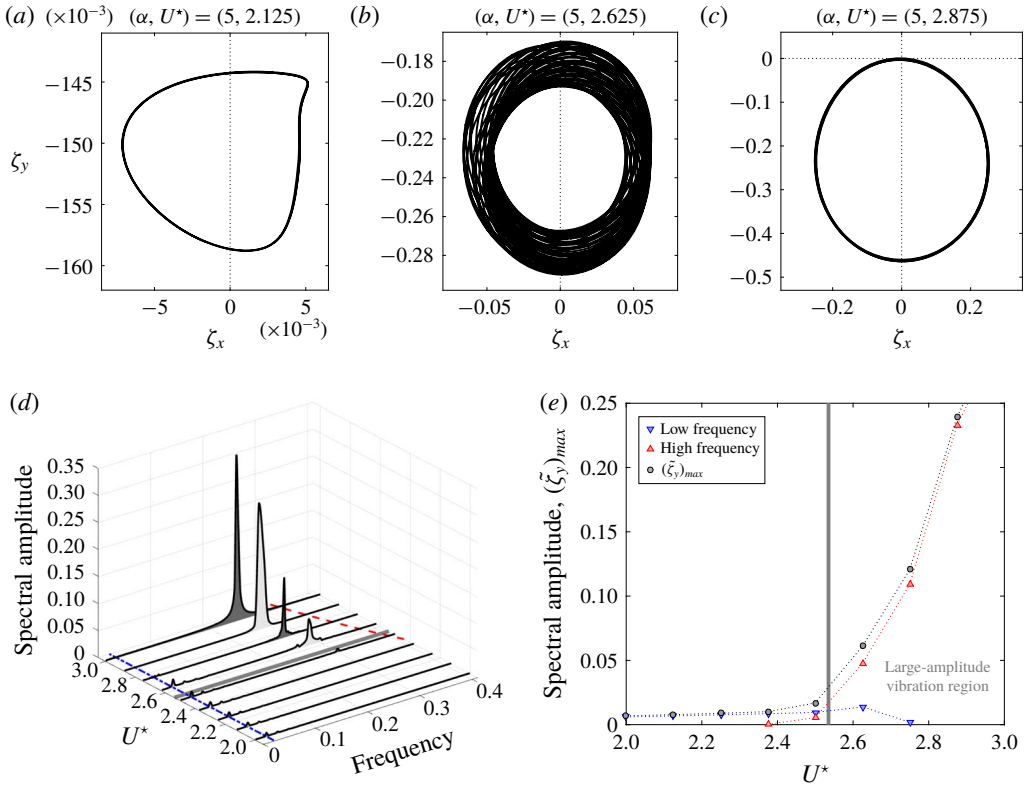 (a) (×10⁻³) (α, U⋆) = (5, 2.125)
−145
−150
−155
−160
ζy
−5 0 5
(×10⁻³)
ζx
(b) (α, U⋆) = (5, 2.625)
−0.18
−0.20
−0.22
−0.24
−0.26
−0.28
−0.05 0 0.05
ζx
(c) (α, U⋆) = (5, 2.875)
0
−0.1
−0.2
−0.3
−0.4
−0.5
−0.2 0 0.2
ζx
(d)
Spectral amplitude
0.35
0.30
0.25
0.20
0.15
0.10
0.05
0
3.0
2.8
2.6
2.4
2.2
2.0
U⋆
0
0.1
0.2
0.3
0.4
Frequency
(e)
Spectral amplitude, (ζ̃y)max
0.25
0.20
0.15
0.10
0.05
0
Low frequency
High frequency
(ζ̃y)max
Large-amplitude
vibration region
2.0 2.2 2.4 2.6 2.8 3.0
U⋆